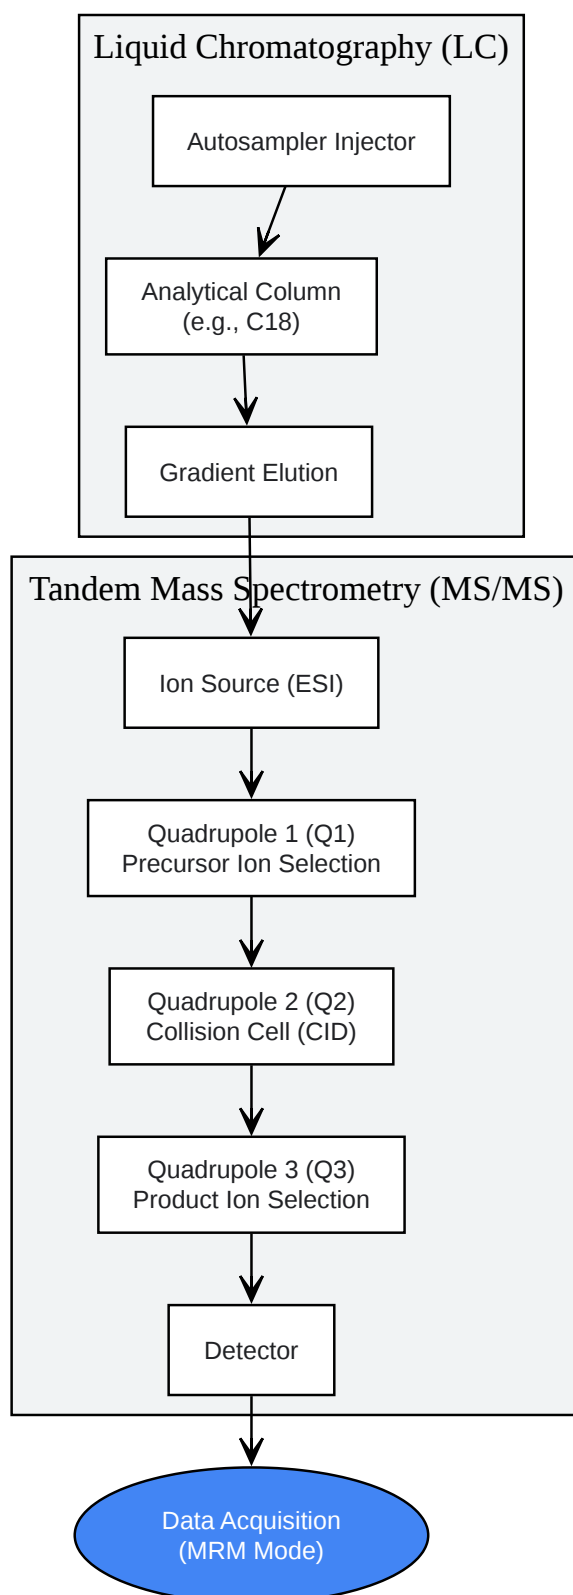 Liquid Chromatography (LC)
Autosampler Injector
Analytical Column
(e.g., C18)
Gradient Elution
Tandem Mass Spectrometry (MS/MS)
Ion Source (ESI)
Quadrupole 1 (Q1)
Precursor Ion Selection
Quadrupole 2 (Q2)
Collision Cell (CID)
Quadrupole 3 (Q3)
Product Ion Selection
Detector
Data Acquisition
(MRM Mode)